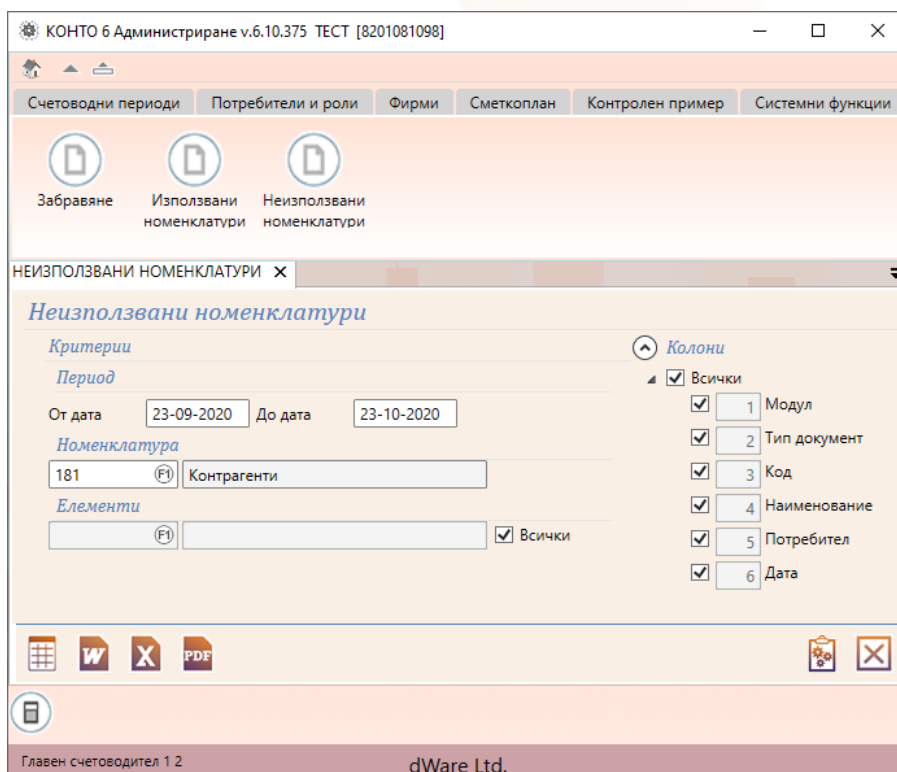 КОНТО 6 Администриране v.6.10.375 ТЕСТ [8201081098]
Счетоводни периоди Потребители и роли Фирми Сметкоплан Контролен пример Системни функции
Забравяне Използвани номенклатури Неизползвани номенклатури
НЕИЗПОЛЗВАНИ НОМЕНКЛАТУРИ
Неизползвани номенклатури
Критерии
Период
От дата 23-09-2020 До дата 23-10-2020
Номенклатура
181 F1 Контрагенти
Елементи
F1 Всички
Колони
Всички
1 Модул
2 Тип документ
3 Код
4 Наименование
5 Потребител
6 Дата
W X PDF
Главен счетоводител 1 2 dWare Ltd.